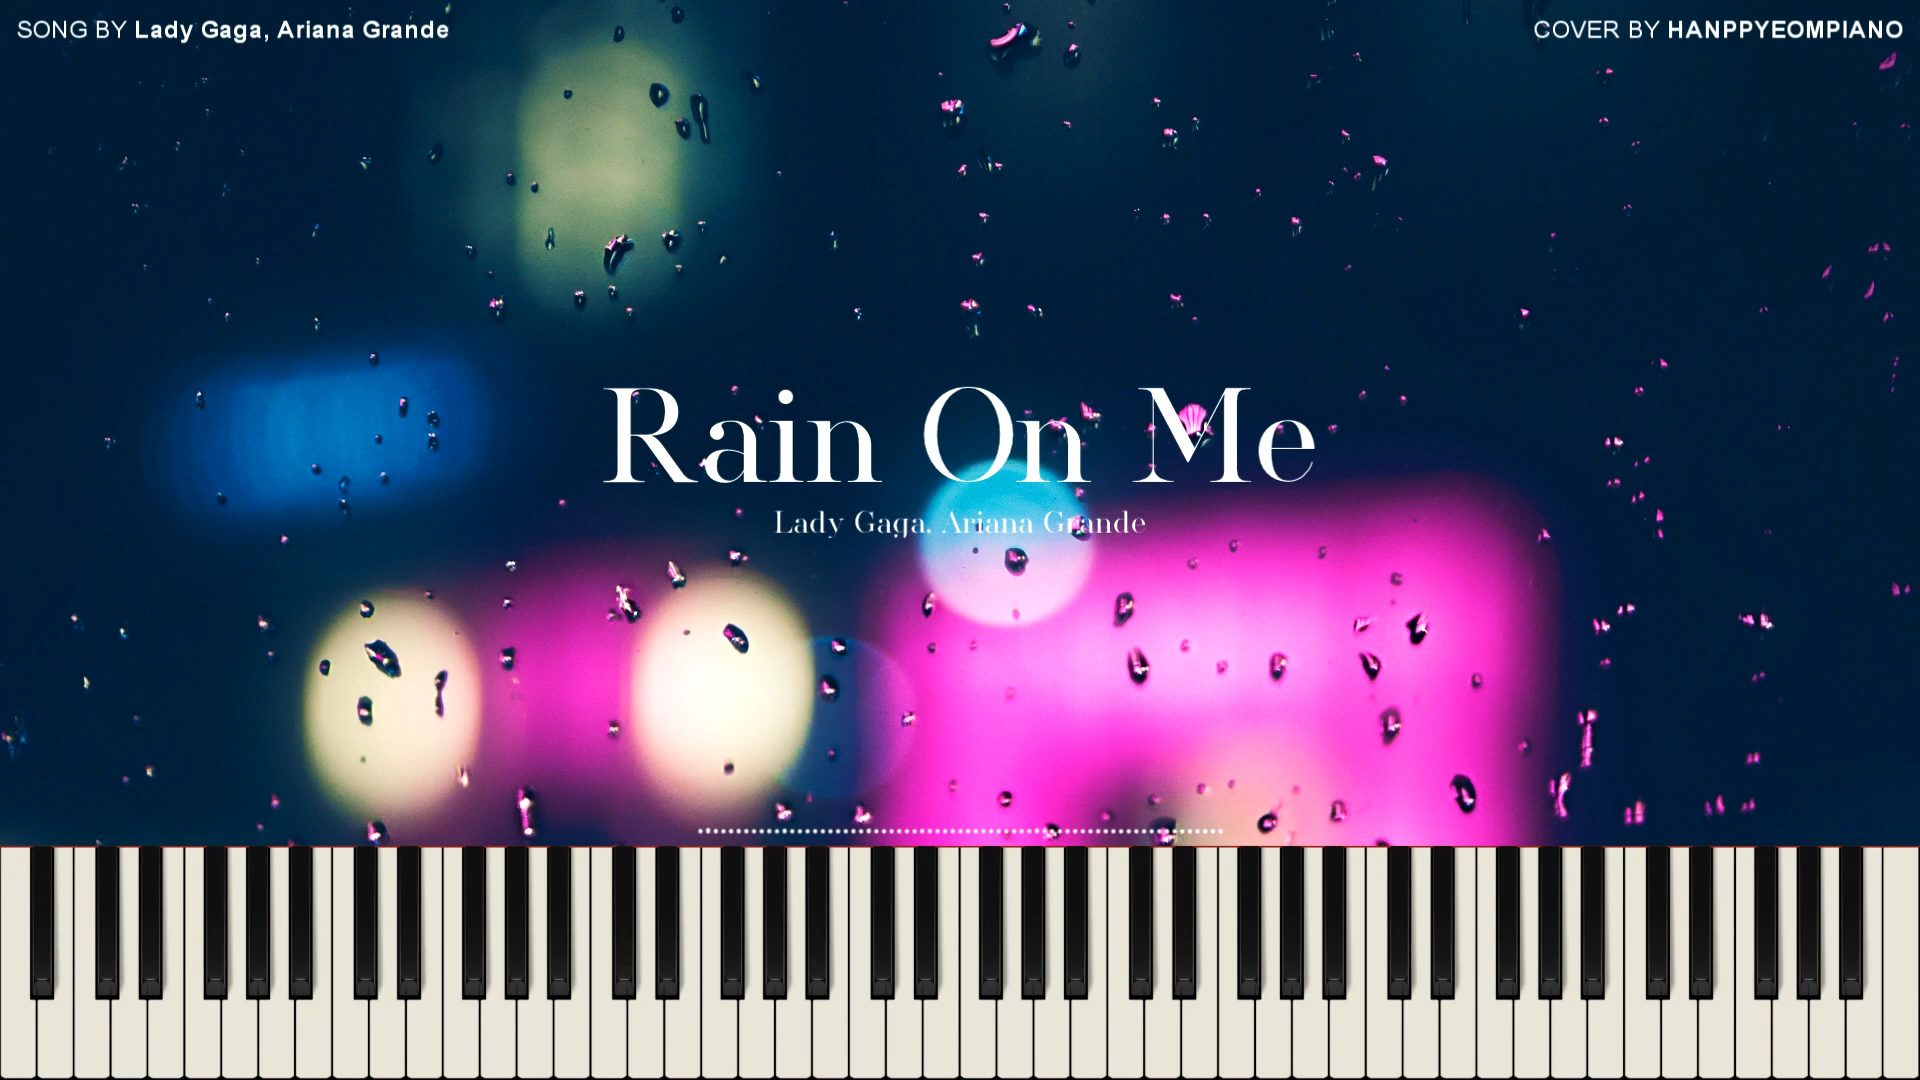 SONG BY Lady Gaga, Ariana Grande
COVER BY HANPPYEOMPIANO
Rain On Me
Lady Gaga, Ariana Grande